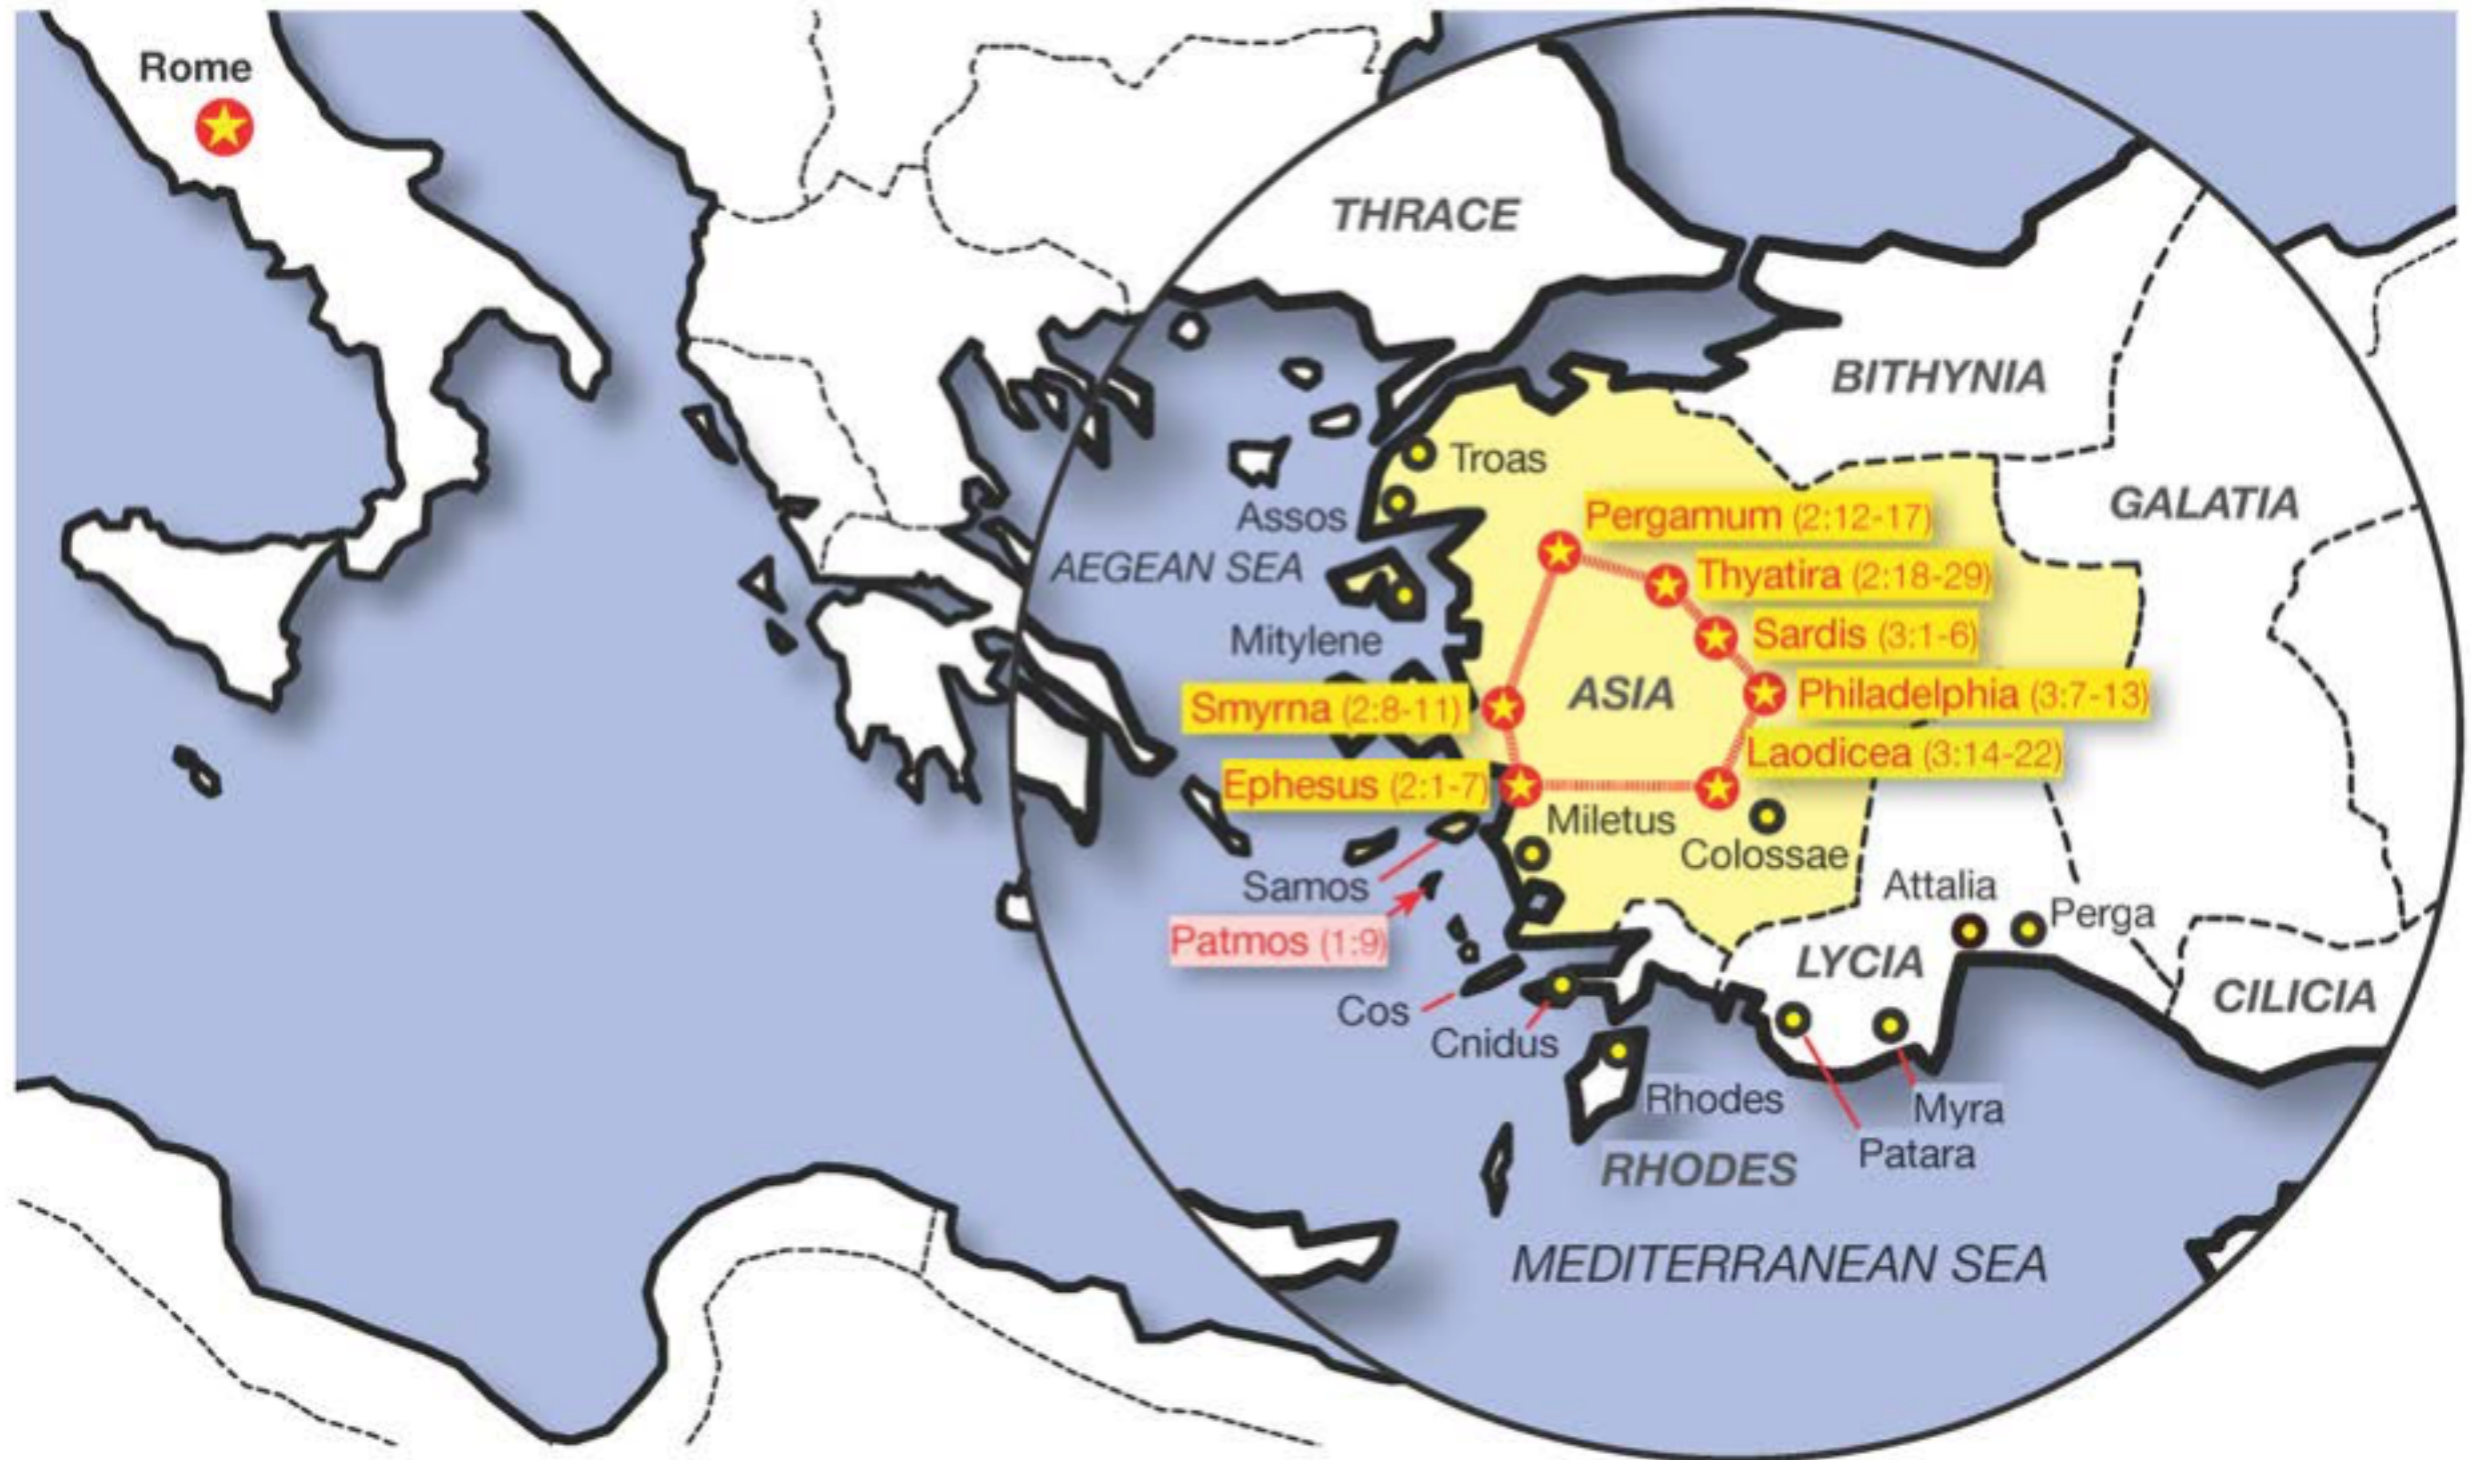 Rome
THRACE
BITHYNIA
Troas
GALATIA
Assos
Pergamum (2:12-17)
AEGEAN SEA
Thyatira (2:18-29)
Mitylene
Sardis (3:1-6)
ASIA
Philadelphia (3:7-13)
Smyrna (2:8-11)
Laodicea (3:14-22)
Ephesus (2:1-7)
Miletus
Colossae
Samos
Attalia
Perga
Patmos (1:9)
LYCIA
CILICIA
Cos
Cnidus
Rhodes
Myra
Patara
RHODES
MEDITERRANEAN SEA